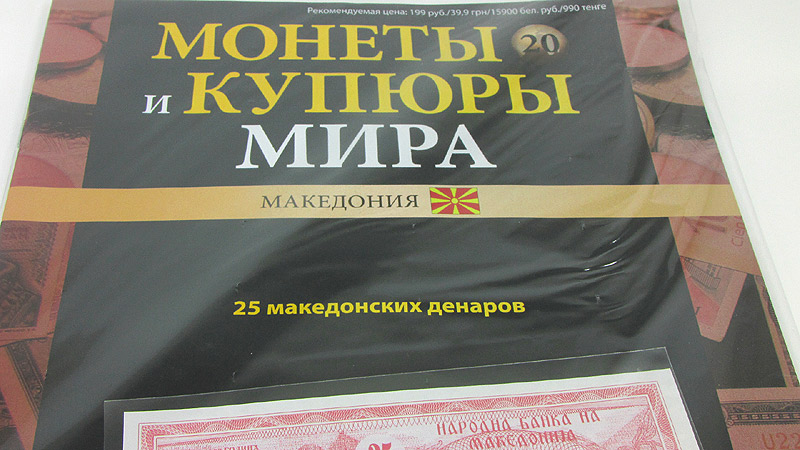 Рекомендуемая цена: 199 руб./39,9 грн/15900 бел. руб./990 тенге
МОНЕТЫ 20
и КУПЮРЫ
МИРА
МАКЕДОНИЯ
25 македонских денаров
НАРОДНА БАНКА НА
МАКЕДОНИЈА
25